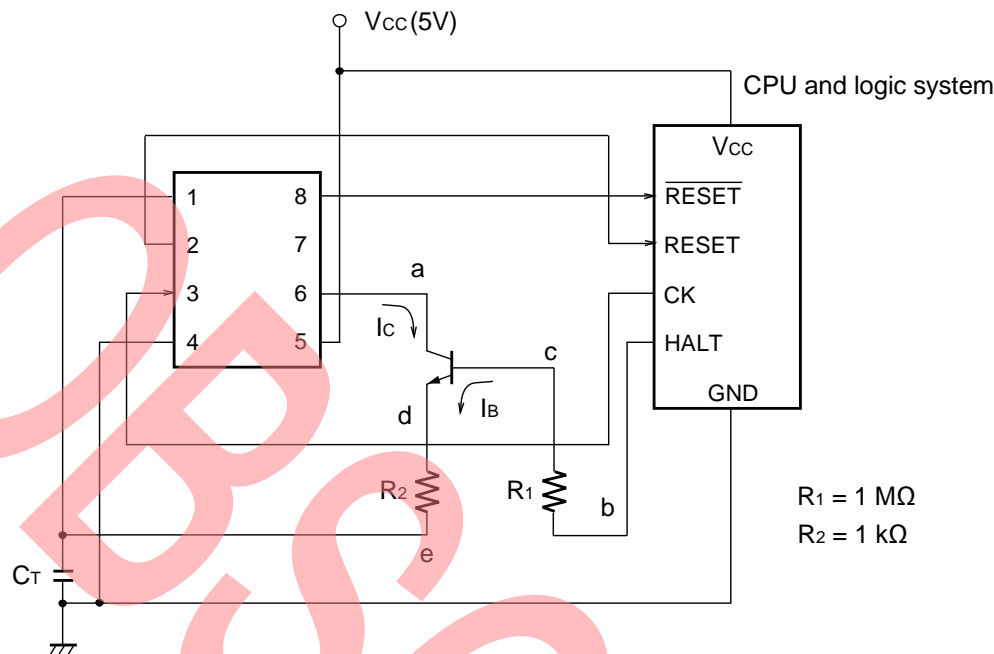 VCC(5V)
CPU and logic system
VCC
RESET
RESET
CK
HALT
GND
1
2
3
4
8
7
6
5
a
IC
c
IB
d
R2
R1
b
e
R1 = 1 MΩ
R2 = 1 kΩ
CT